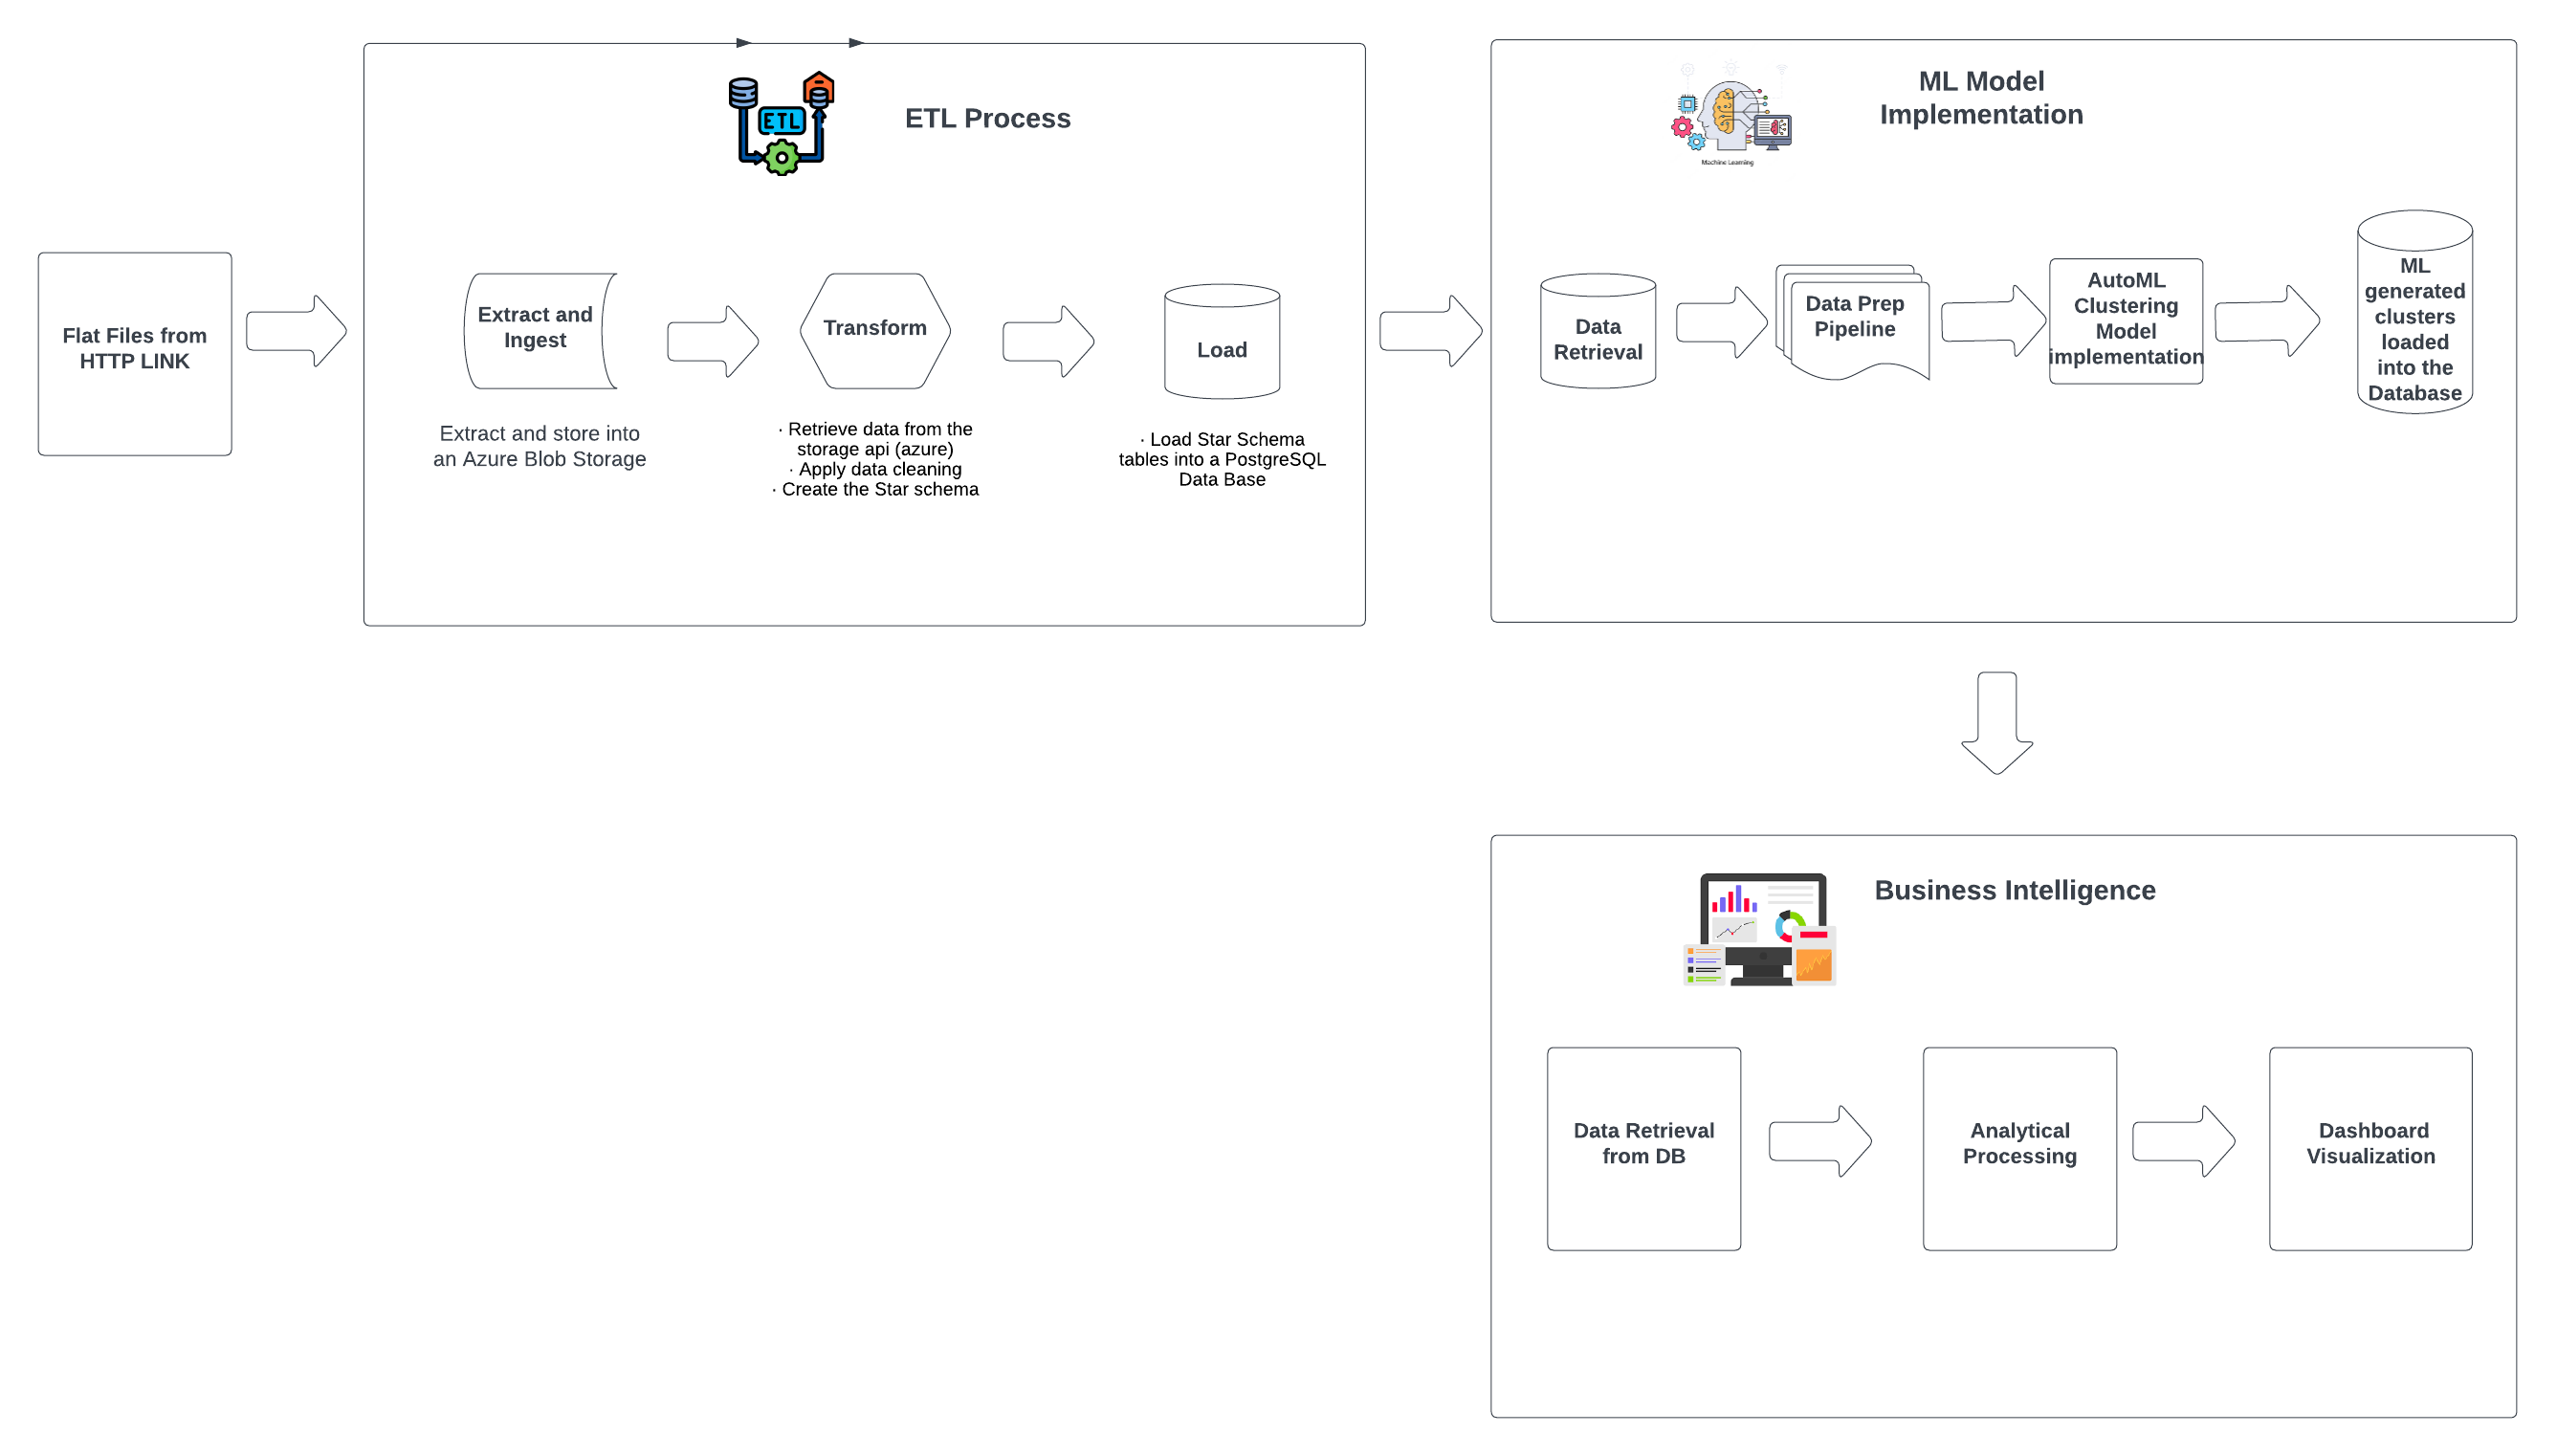 Flat Files from
HTTP LINK
ETL
ETL Process
Extract and
Ingest
Extract and store into
an Azure Blob Storage
Transform
· Retrieve data from the
storage api (azure)
· Apply data cleaning
· Create the Star schema
Load
· Load Star Schema
tables into a PostgreSQL
Data Base
Machine Learning
ML Model
Implementation
Data
Retrieval
Data Prep
Pipeline
AutoML
Clustering
Model
implementation
ML
generated
clusters
loaded
into the
Database
Business Intelligence
Data Retrieval
from DB
Analytical
Processing
Dashboard
Visualization